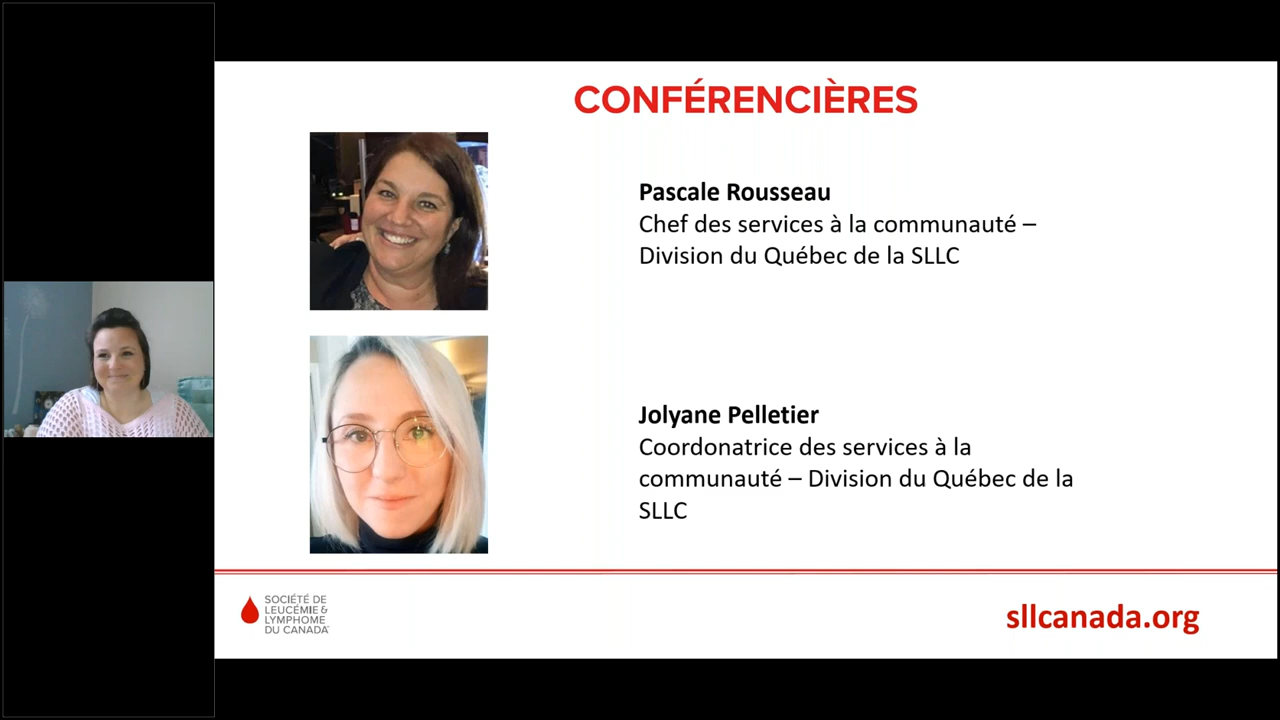 CONFÉRENCIÈRES
Pascale Rousseau
Chef des services à la communauté –
Division du Québec de la SLLC
Jolyane Pelletier
Coordonatrice des services à la
communauté – Division du Québec de la
SLLC
SOCIÉTÉ DE
LEUCÉMIE &
LYMPHOME
DU CANADA
sllcanada.org